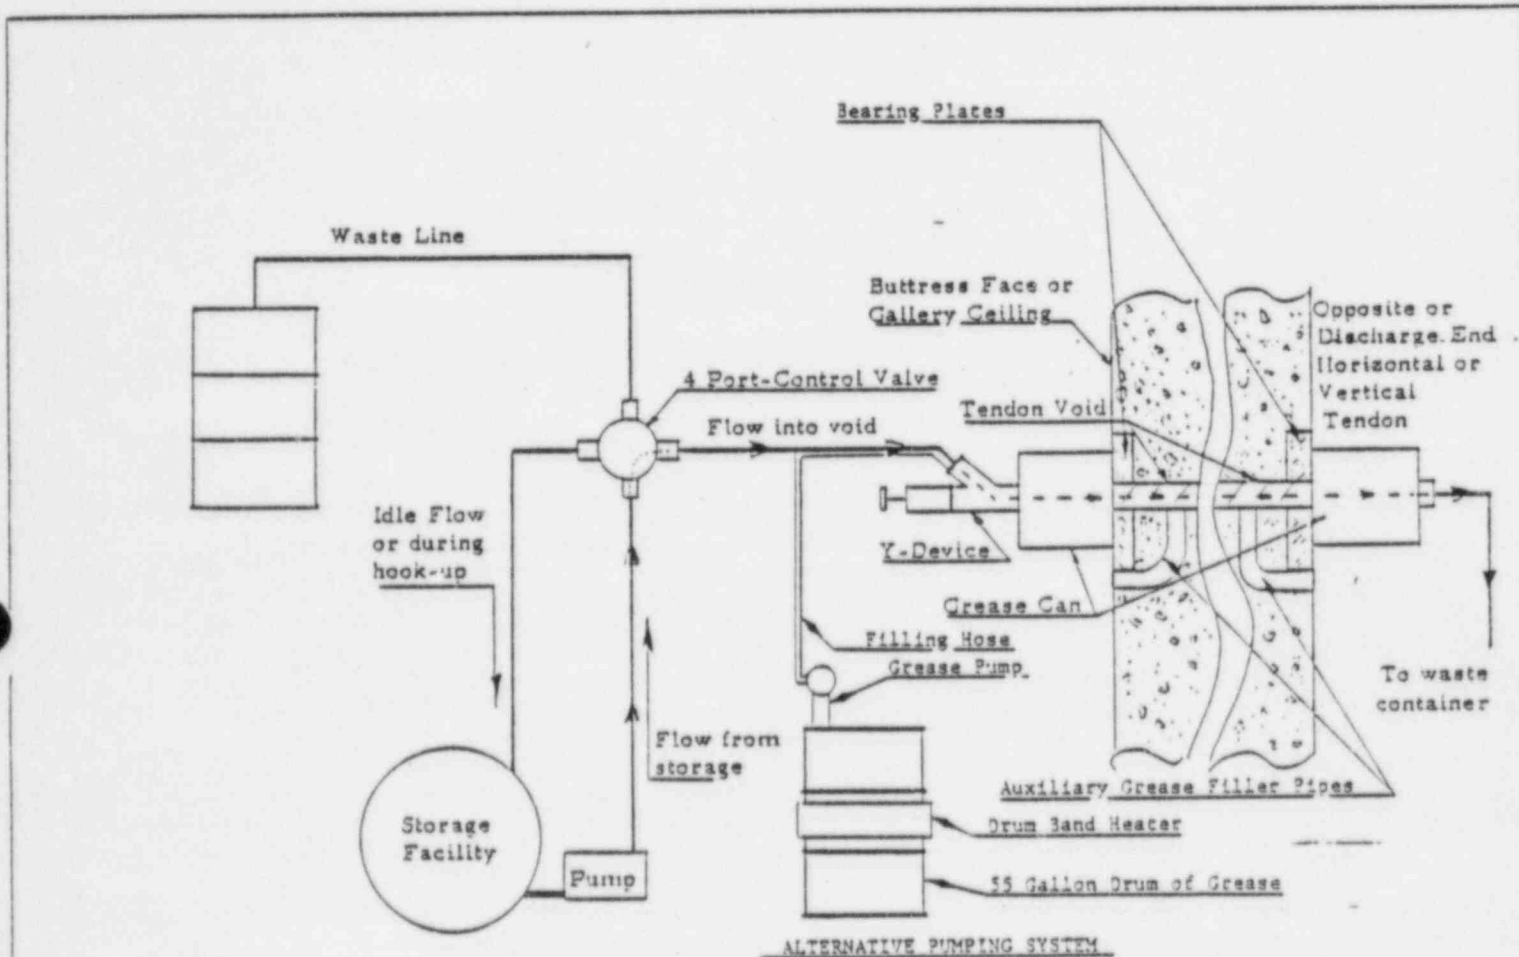 Bearing Plates
Waste Line
Buttress Face or
Gallery Ceiling
Opposite or
Discharge End
Horizontal or
Vertical
Tendon
4 Port-Control Valve
Tendon Void
Flow into void
Idle Flow
or during
hook-up
Y-Device
Grease Can
Filling Hose
Grease Pump
To waste
container
Flow from
storage
Auxiliary Grease Filler Pipes
Storage
Facility
Drum Band Heater
Pump
55 Gallon Drum of Grease
ALTERNATIVE PUMPING SYSTEM